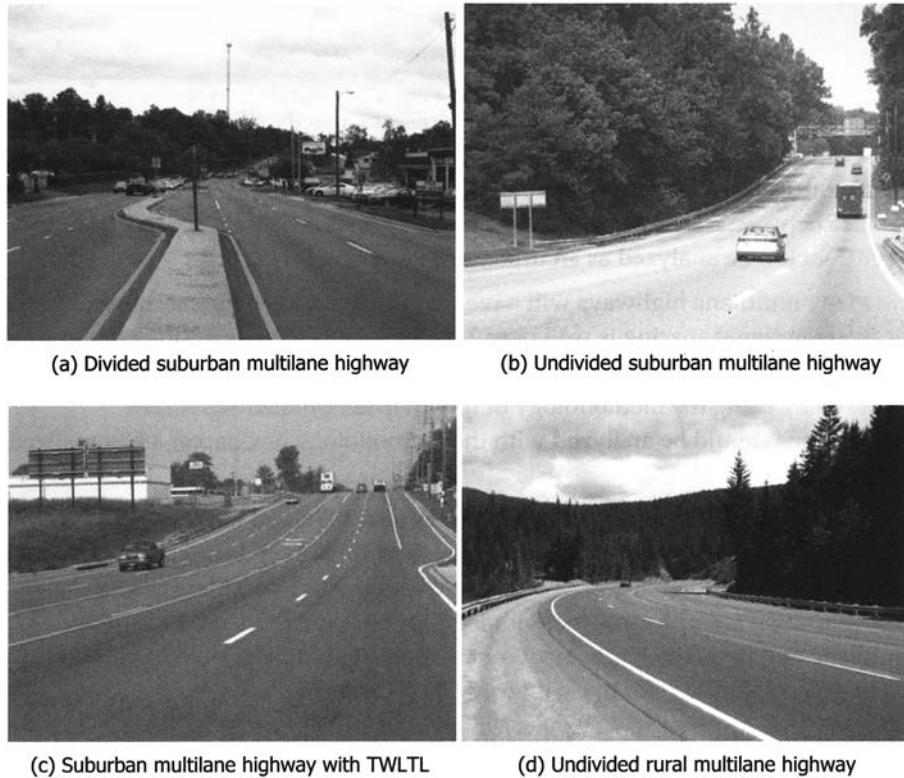 (a) Divided suburban multilane highway
(b) Undivided suburban multilane highway
(c) Suburban multilane highway with TWLTL
(d) Undivided rural multilane highway